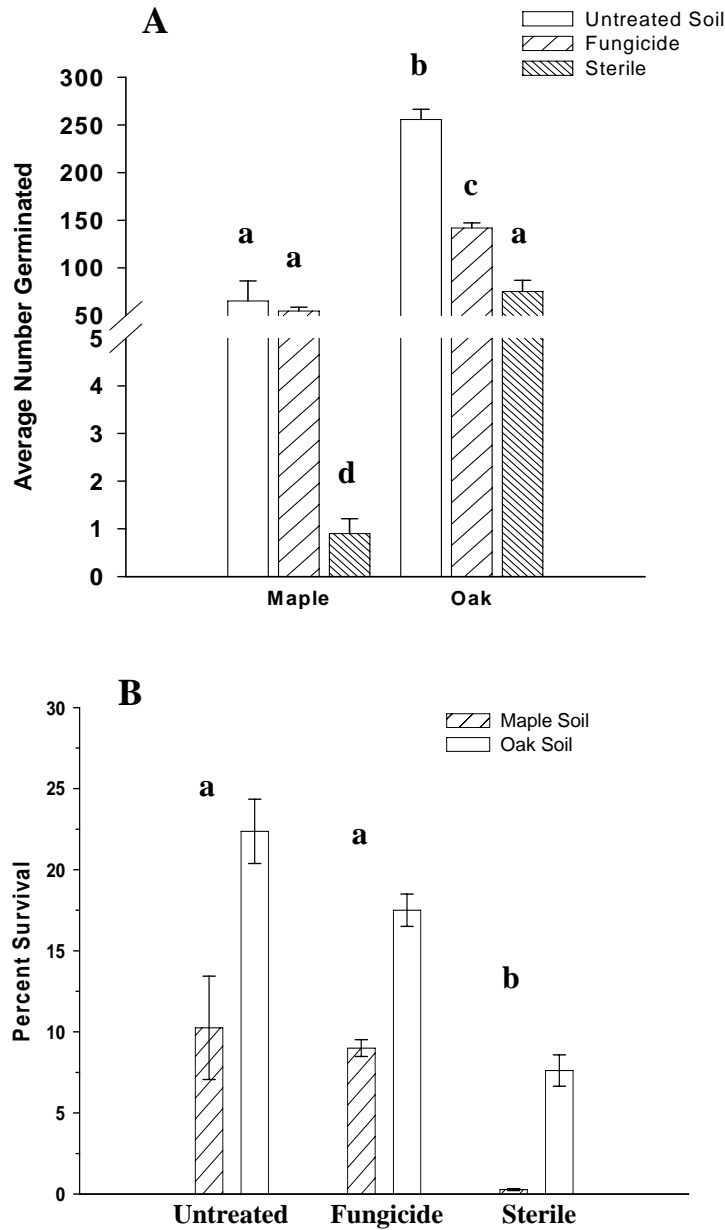 A
Untreated Soil
Fungicide
Sterile
b
300
250
200
150
100
50
5
4
3
2
1
0
c
a
a
a
d
Average Number Germinated
Maple
Oak
B
Maple Soil
Oak Soil
30
25
20
15
10
5
0
a
a
b
Percent Survival
Untreated
Fungicide
Sterile